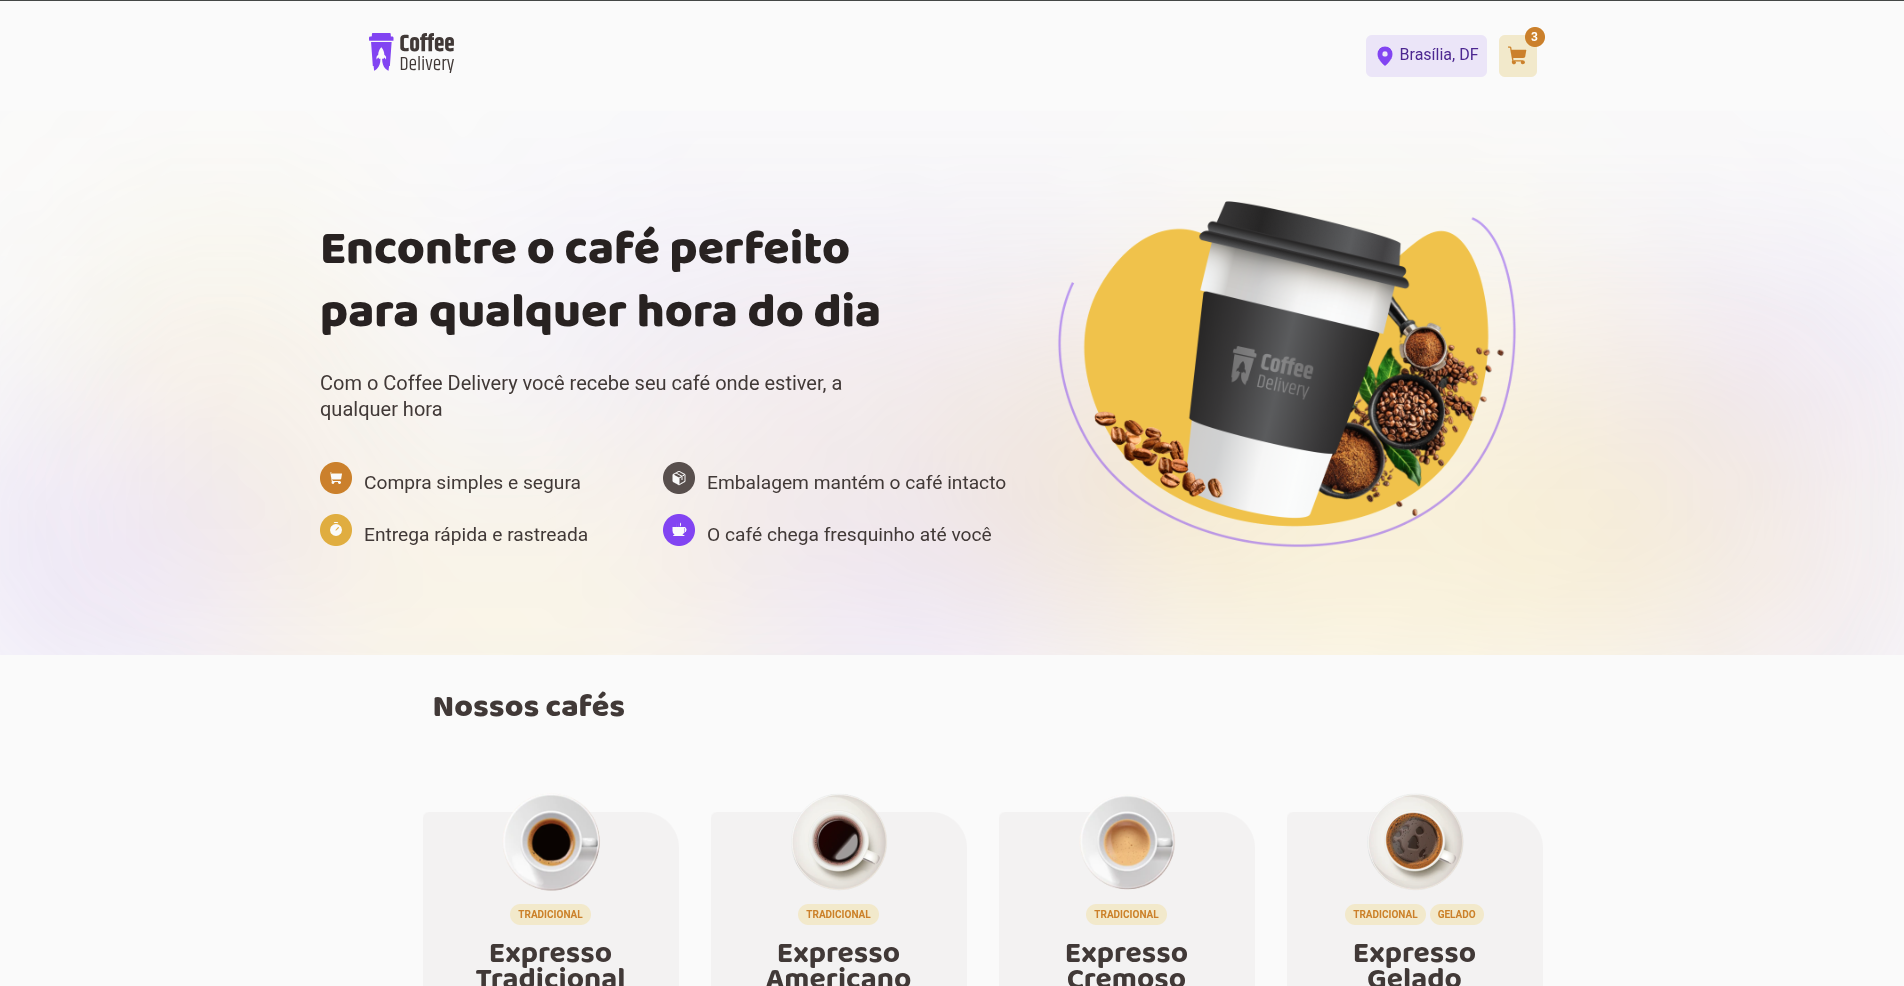 Coffee
Delivery
Brasília, DF
3
Encontre o café perfeito
para qualquer hora do dia
Com o Coffee Delivery você recebe seu café onde estiver, a
qualquer hora
Compra simples e segura
Embalagem mantém o café intacto
Entrega rápida e rastreada
O café chega fresquinho até você
Coffee
Delivery
Nossos cafés
TRADICIONAL
Expresso
Tradicional
TRADICIONAL
Expresso
Americano
TRADICIONAL
Expresso
Cremoso
TRADICIONAL GELADO
Expresso
Gelado